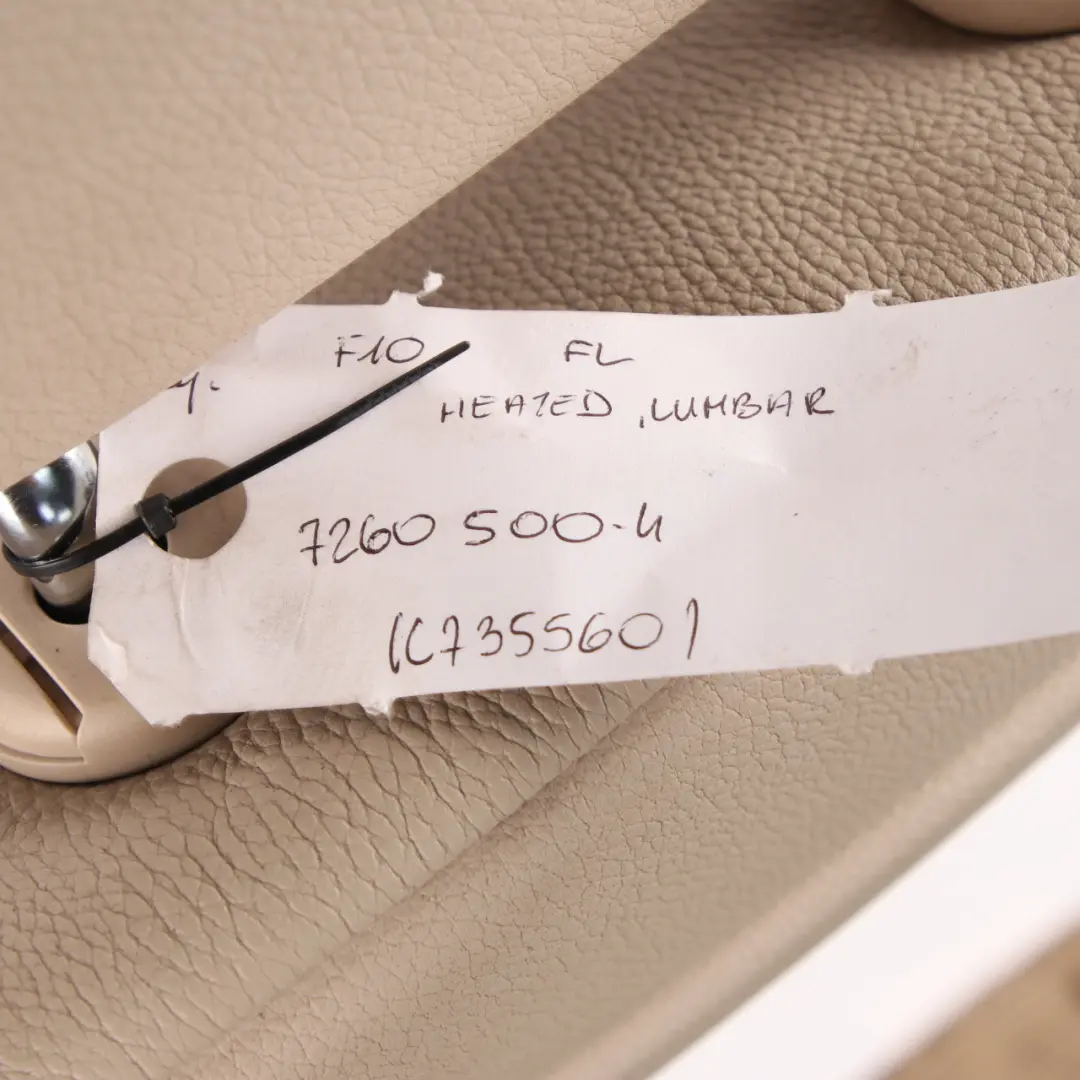 F10 FL
y.
HEATED, LUMBAR
7260 500-4
(C735560)